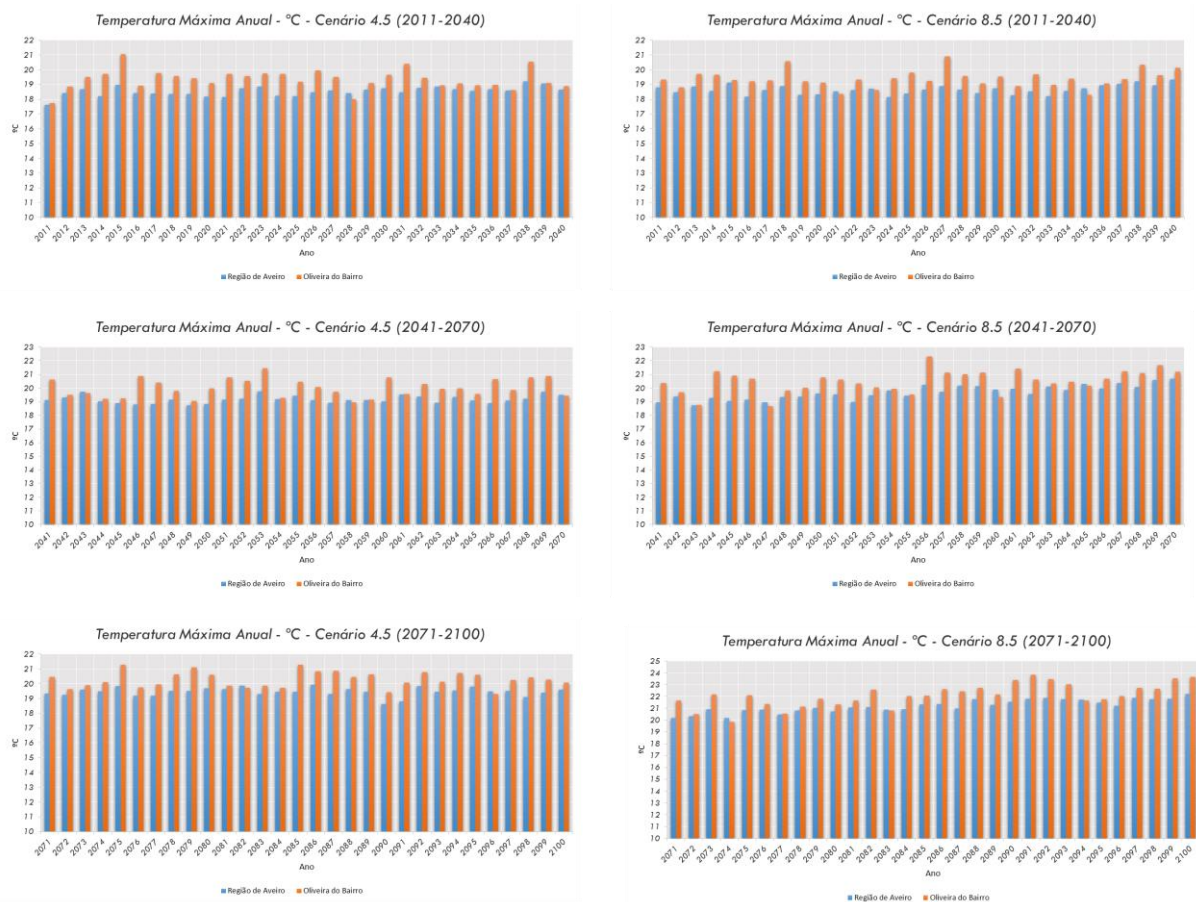 Temperatura Máxima Anual - ºC - Cenário 4.5 (2011-2040)
22
21
20
19
18
17
16
15
14
13
12
11
10
ºC
2011 2012 2013 2014 2015 2016 2017 2018 2019 2020 2021 2022 2023 2024 2025 2026 2027 2028 2029 2030 2031 2032 2033 2034 2035 2036 2037 2038 2039 2040
Ano
Região de Aveiro Oliveira do Bairro
Temperatura Máxima Anual - ºC - Cenário 8.5 (2011-2040)
22
21
20
19
18
17
16
15
14
13
12
11
10
ºC
2011 2012 2013 2014 2015 2016 2017 2018 2019 2020 2021 2022 2023 2024 2025 2026 2027 2028 2029 2030 2031 2032 2033 2034 2035 2036 2037 2038 2039 2040
Ano
Região de Aveiro Oliveira do Bairro
Temperatura Máxima Anual - ºC - Cenário 4.5 (2041-2070)
23
22
21
20
19
18
17
16
15
14
13
12
11
10
ºC
2041 2042 2043 2044 2045 2046 2047 2048 2049 2050 2051 2052 2053 2054 2055 2056 2057 2058 2059 2060 2061 2062 2063 2064 2065 2066 2067 2068 2069 2070
Ano
Região de Aveiro Oliveira do Bairro
Temperatura Máxima Anual - ºC - Cenário 8.5 (2041-2070)
23
22
21
20
19
18
17
16
15
14
13
12
11
10
ºC
2041 2042 2043 2044 2045 2046 2047 2048 2049 2050 2051 2052 2053 2054 2055 2056 2057 2058 2059 2060 2061 2062 2063 2064 2065 2066 2067 2068 2069 2070
Ano
Região de Aveiro Oliveira do Bairro
Temperatura Máxima Anual - ºC - Cenário 4.5 (2071-2100)
22
21
20
19
18
17
16
15
14
13
12
11
10
ºC
2071 2072 2073 2074 2075 2076 2077 2078 2079 2080 2081 2082 2083 2084 2085 2086 2087 2088 2089 2090 2091 2092 2093 2094 2095 2096 2097 2098 2099 2100
Ano
Região de Aveiro Oliveira do Bairro
Temperatura Máxima Anual - ºC - Cenário 8.5 (2071-2100)
25
24
23
22
21
20
19
18
17
16
15
14
13
12
11
10
ºC
2071 2072 2073 2074 2075 2076 2077 2078 2079 2080 2081 2082 2083 2084 2085 2086 2087 2088 2089 2090 2091 2092 2093 2094 2095 2096 2097 2098 2099 2100
Ano
Região de Aveiro Oliveira do Bairro